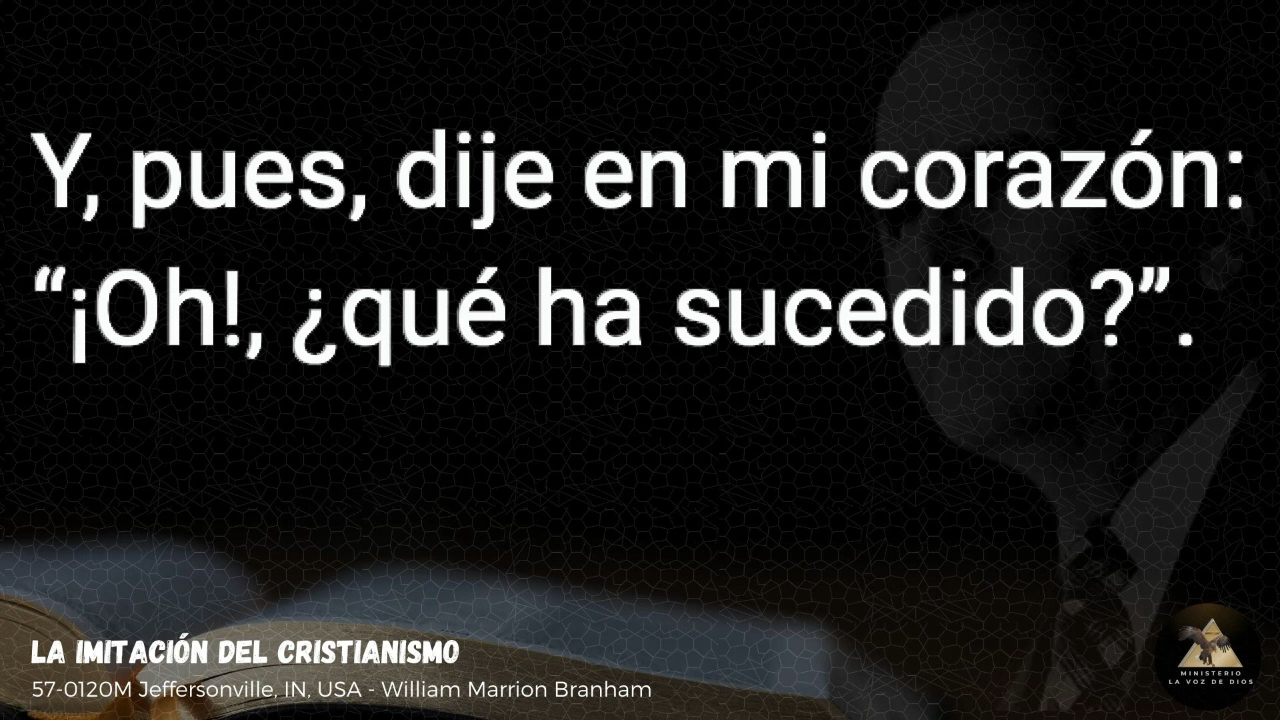 Y, pues, dije en mi corazón:
“¡Oh!, ¿qué ha sucedido?”.
LA IMITACIÓN DEL CRISTIANISMO
57-0120M Jeffersonville, IN, USA - William Marrion Branham
MINISTERIO
LA VOZ DE DIOS